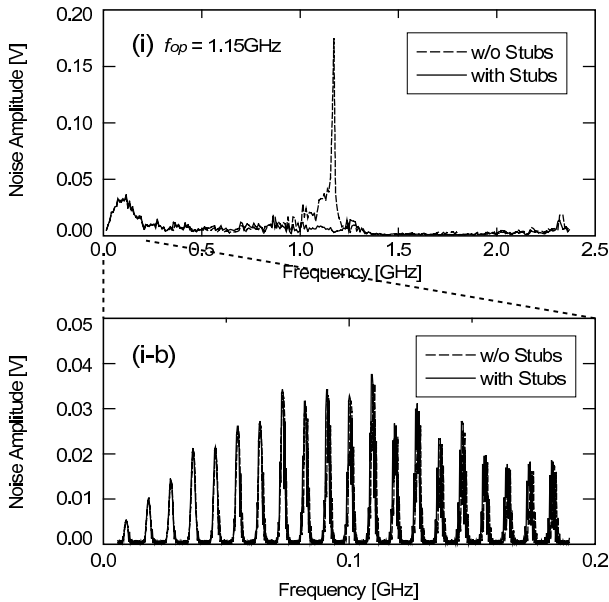 (i) fop = 1.15GHz
w/o Stubs
with Stubs
Noise Amplitude [V]
0.20
0.15
0.10
0.05
0.00
0.0 0.5 1.0 1.5 2.0 2.5
Frequency [GHz]
(i-b)
w/o Stubs
with Stubs
Noise Amplitude [V]
0.05
0.04
0.03
0.02
0.01
0.00
0.0 0.1 0.2
Frequency [GHz]